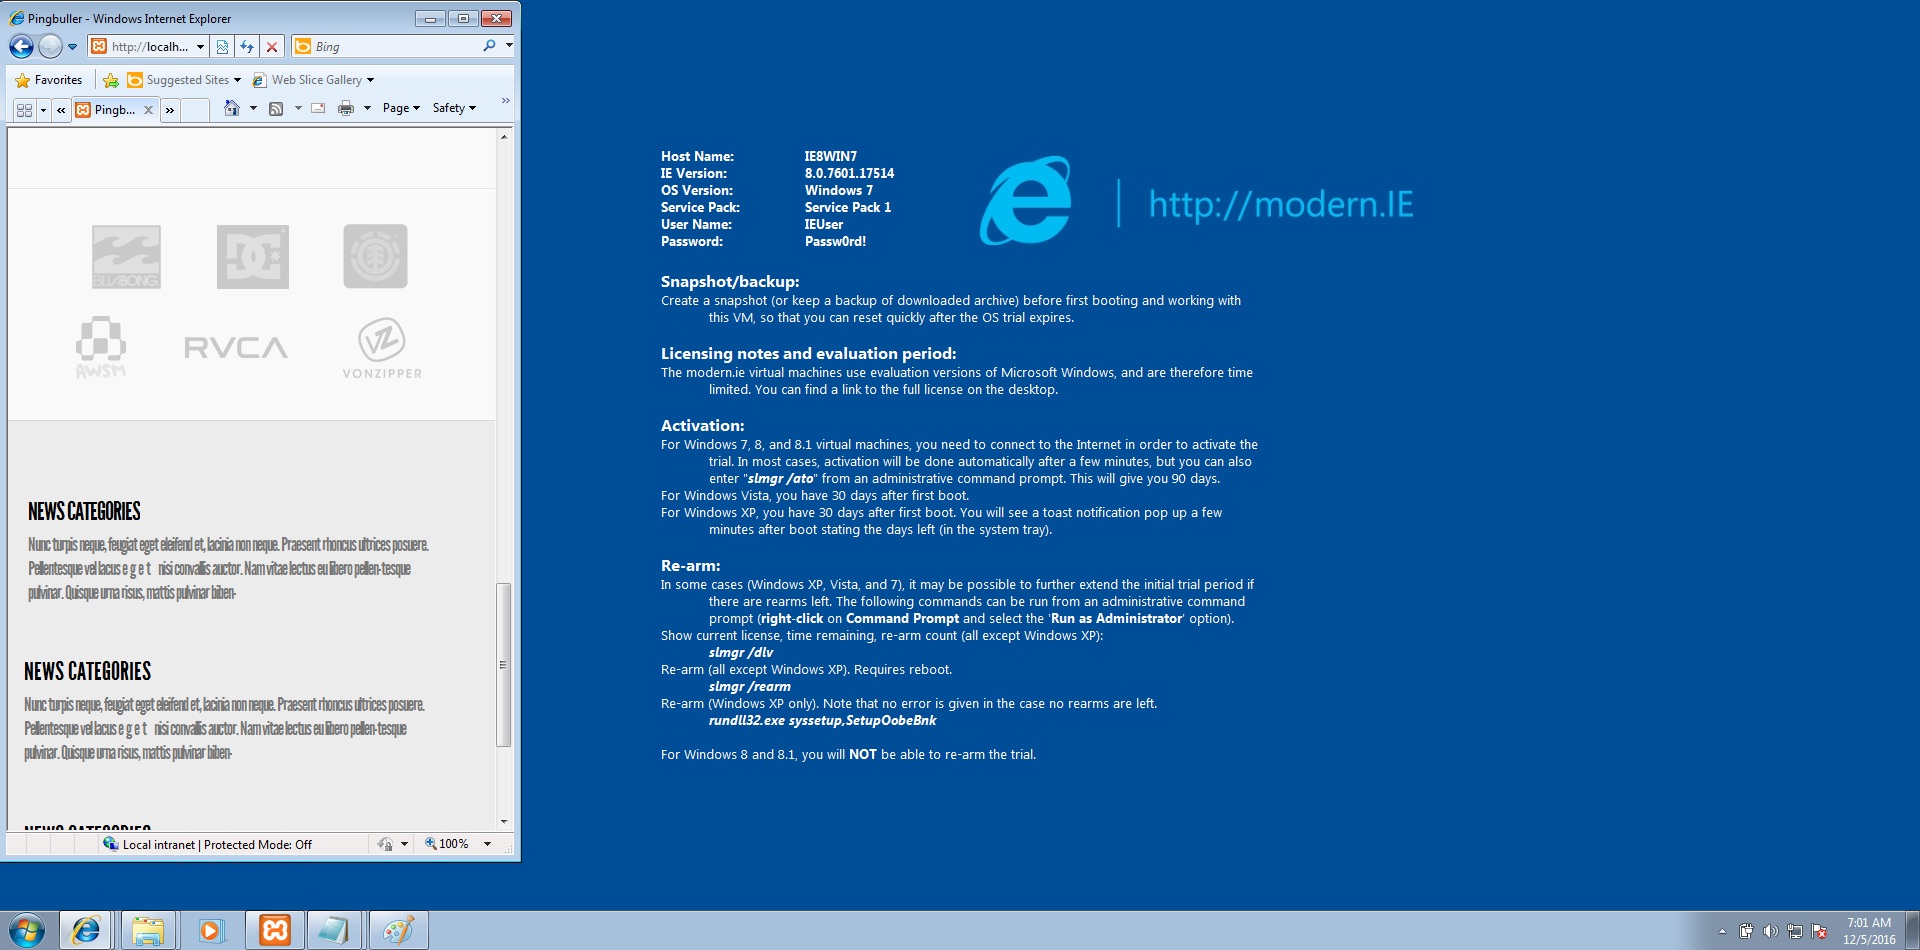 Pingbuller - Windows Internet Explorer
http://localh...
Bing
Favorites
Suggested Sites
Web Slice Gallery
Pingb...
Page
Safety
BILLABONG
DC
AWSM
RVCA
VZ
VONZIPPER
NEWS CATEGORIES
Nunc turpis neque, feugiat eget eleifend et, lacinia non neque. Praesent rhoncus ultrices posuere.
Pellentesque vel lacus e g e t nisi convallis auctor. Nam vitae lectus eu libero pellen-tesque
pulvinar. Quisque urna risus, mattis pulvinar biben-
NEWS CATEGORIES
Nunc turpis neque, feugiat eget eleifend et, lacinia non neque. Praesent rhoncus ultrices posuere.
Pellentesque vel lacus e g e t nisi convallis auctor. Nam vitae lectus eu libero pellen-tesque
pulvinar. Quisque urna risus, mattis pulvinar biben-
NEWS CATEGORIES
Local intranet | Protected Mode: Off
100%
Host Name: IE8WIN7
IE Version: 8.0.7601.17514
OS Version: Windows 7
Service Pack: Service Pack 1
User Name: IEUser
Password: Passw0rd!
http://modern.IE
Snapshot/backup:
Create a snapshot (or keep a backup of downloaded archive) before first booting and working with
this VM, so that you can reset quickly after the OS trial expires.
Licensing notes and evaluation period:
The modern.ie virtual machines use evaluation versions of Microsoft Windows, and are therefore time
limited. You can find a link to the full license on the desktop.
Activation:
For Windows 7, 8, and 8.1 virtual machines, you need to connect to the Internet in order to activate the
trial. In most cases, activation will be done automatically after a few minutes, but you can also
enter "slmgr /ato" from an administrative command prompt. This will give you 90 days.
For Windows Vista, you have 30 days after first boot.
For Windows XP, you have 30 days after first boot. You will see a toast notification pop up a few
minutes after boot stating the days left (in the system tray).
Re-arm:
In some cases (Windows XP, Vista, and 7), it may be possible to further extend the initial trial period if
there are rearms left. The following commands can be run from an administrative command
prompt (right-click on Command Prompt and select the 'Run as Administrator' option).
Show current license, time remaining, re-arm count (all except Windows XP):
slmgr /dlv
Re-arm (all except Windows XP). Requires reboot.
slmgr /rearm
Re-arm (Windows XP only). Note that no error is given in the case no rearms are left.
rundll32.exe syssetup,SetupOobeBnk
For Windows 8 and 8.1, you will NOT be able to re-arm the trial.
7:01 AM
12/5/2016